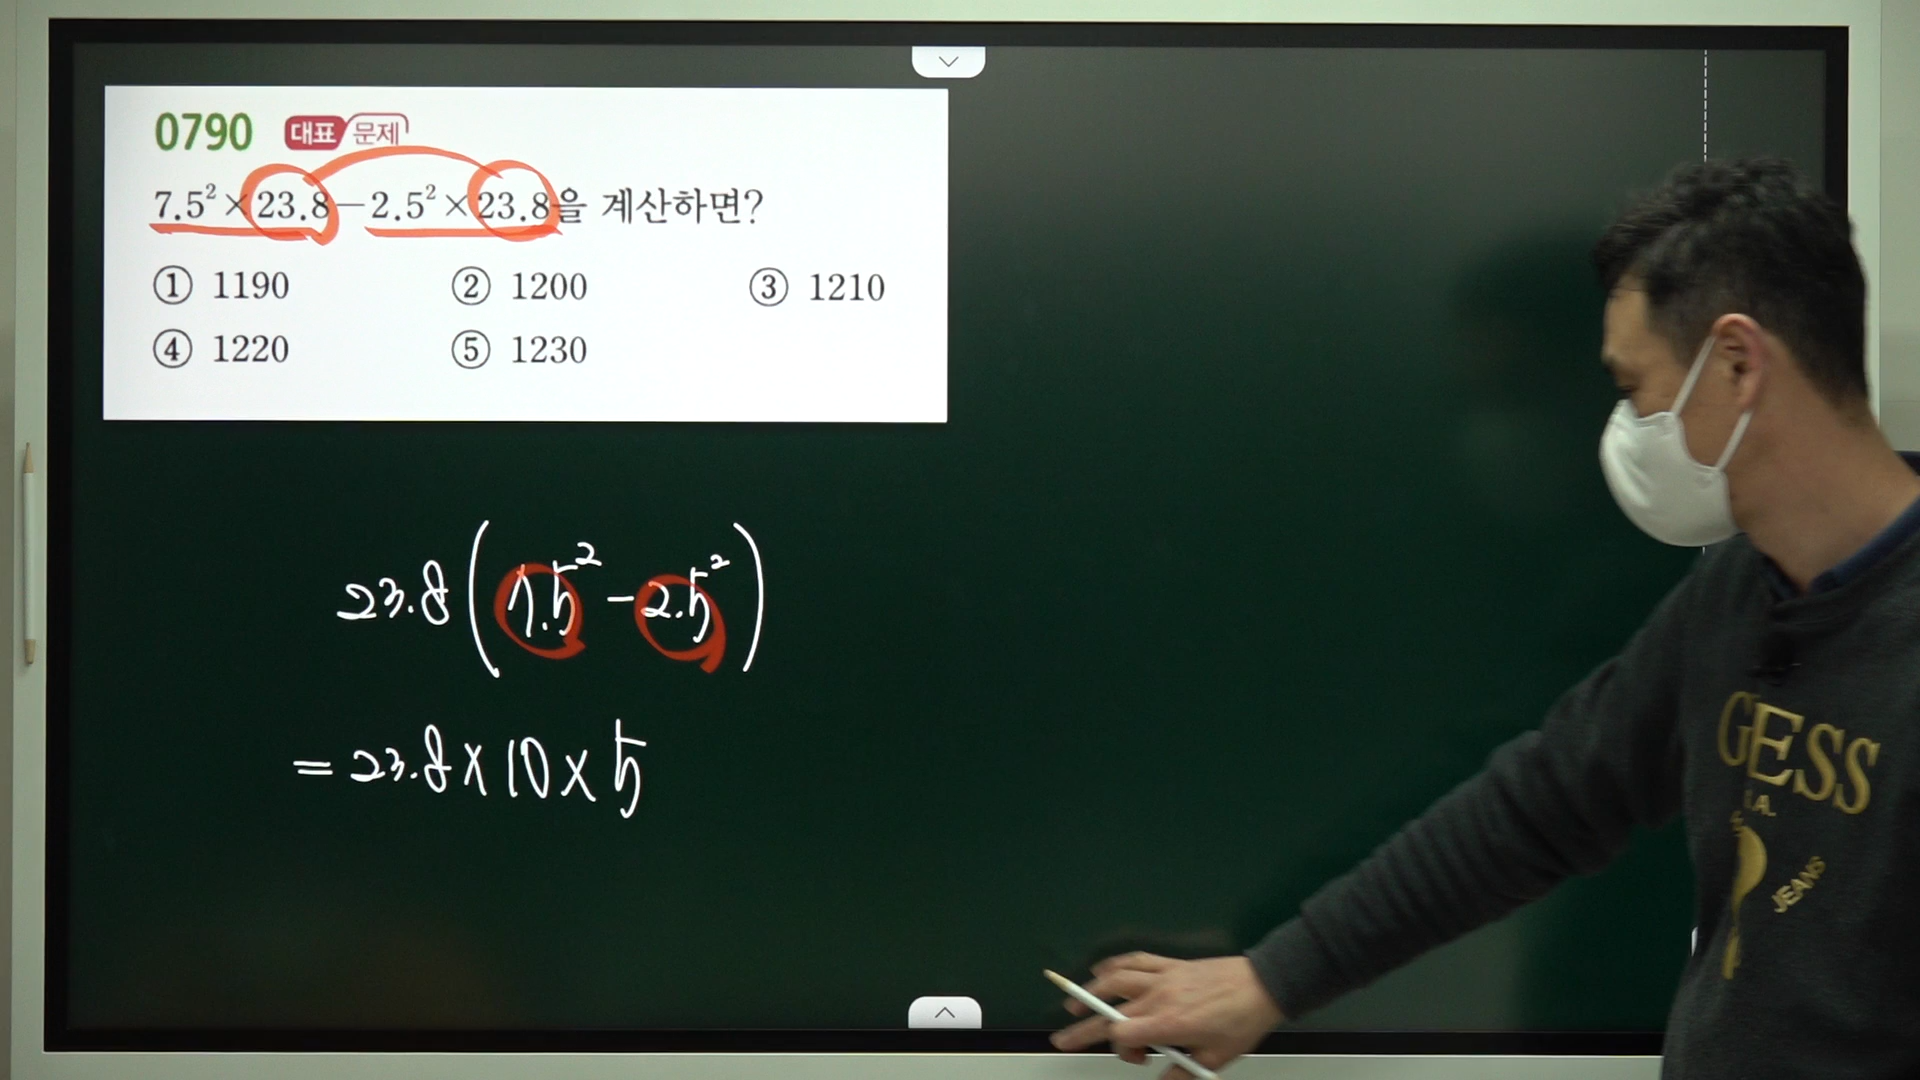 0790 대표 문제
7.5²×23.8−2.5²×23.8을 계산하면?
① 1190 ② 1200 ③ 1210
④ 1220 ⑤ 1230
23.8(7.5²−2.5²)
=23.8×10×5
GESS
JEANS